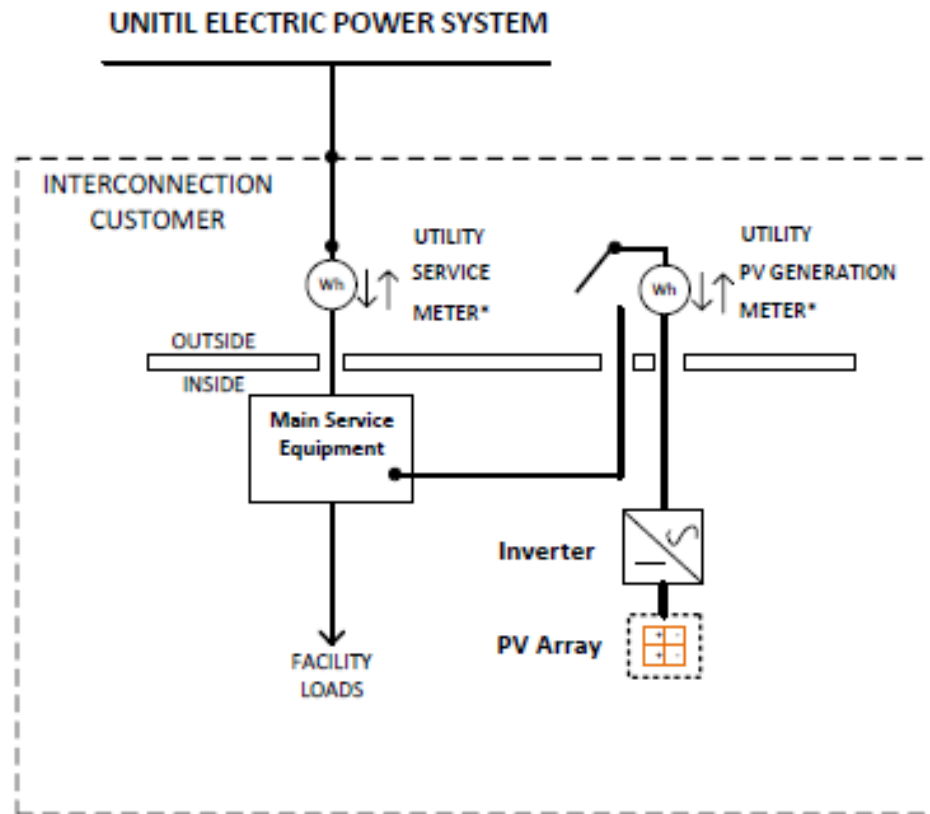 UNITIL ELECTRIC POWER SYSTEM
INTERCONNECTION
CUSTOMER
UTILITY
SERVICE
METER*
Wh
UTILITY
PV GENERATION
METER*
Wh
OUTSIDE
INSIDE
Main Service
Equipment
Inverter
PV Array
+ -
+ -
FACILITY
LOADS